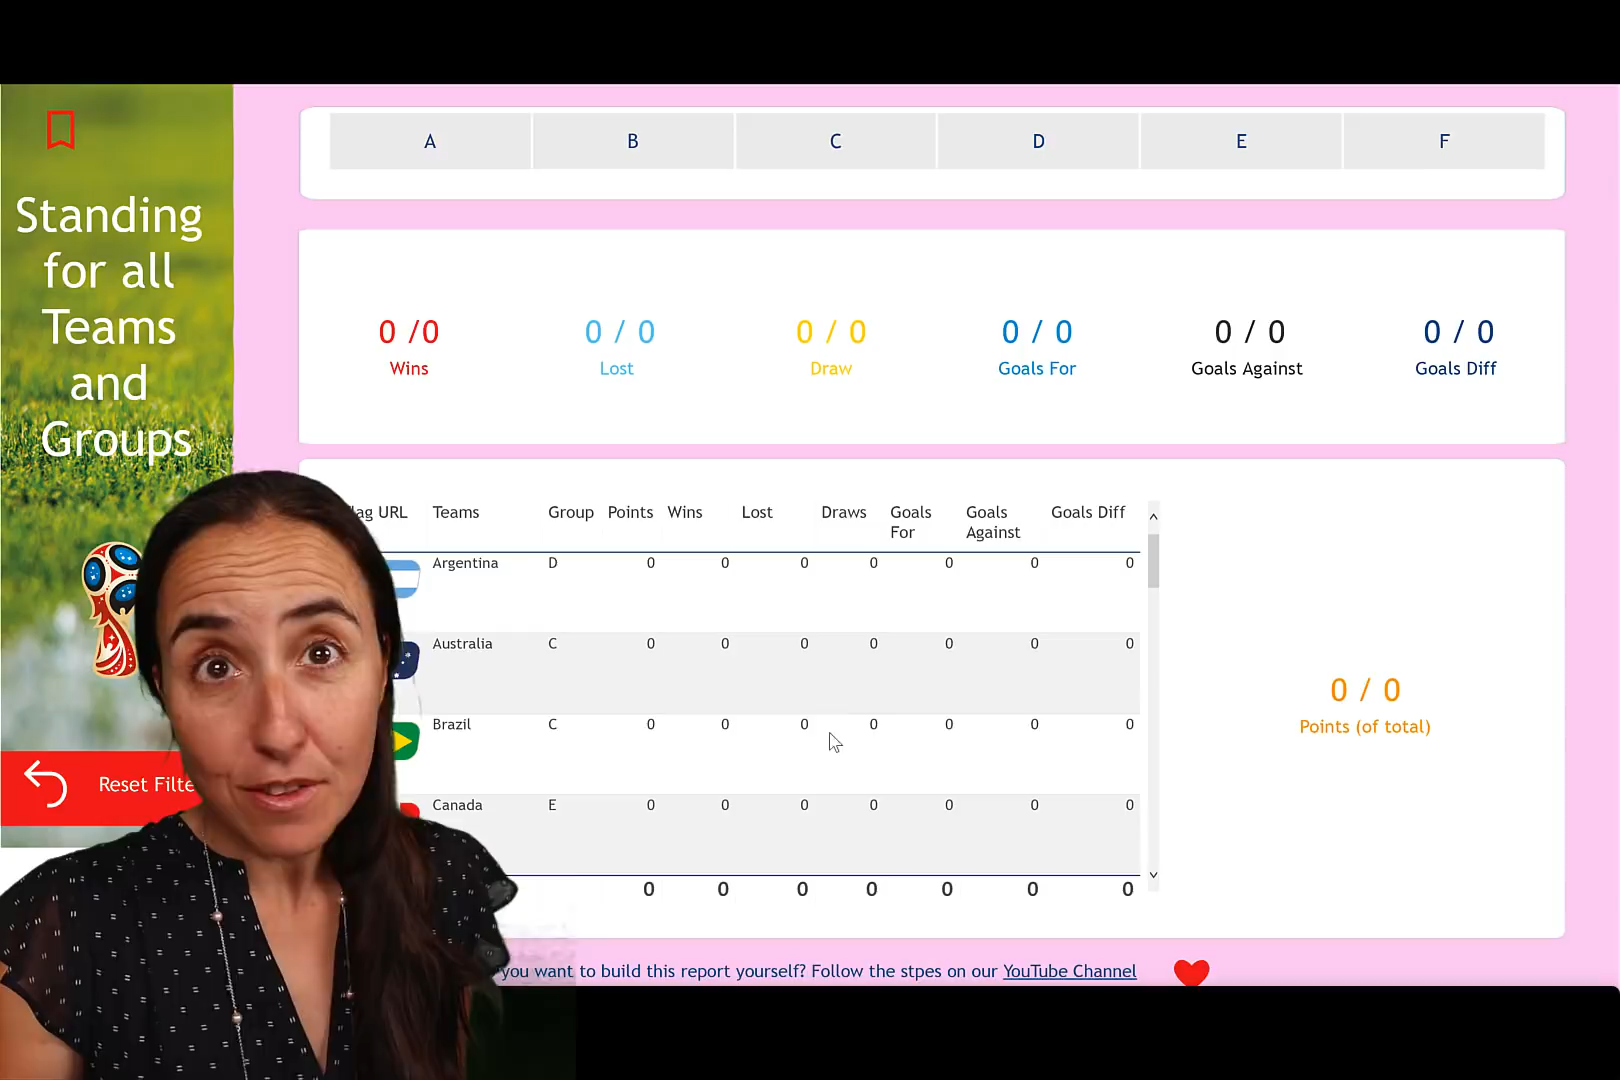 Standing
for all
Teams
and
Groups
Reset Filte
A B C D E F
0 /0 0 / 0 0 / 0 0 / 0 0 / 0 0 / 0
Wins Lost Draw Goals For Goals Against Goals Diff
lag URL Teams Group Points Wins Lost Draws Goals For Goals Against Goals Diff
Argentina D 0 0 0 0 0 0 0
Australia C 0 0 0 0 0 0 0
Brazil C 0 0 0 0 0 0 0
Canada E 0 0 0 0 0 0 0
0 0 0 0 0 0 0
0 / 0
Points (of total)
you want to build this report yourself? Follow the stpes on our YouTube Channel